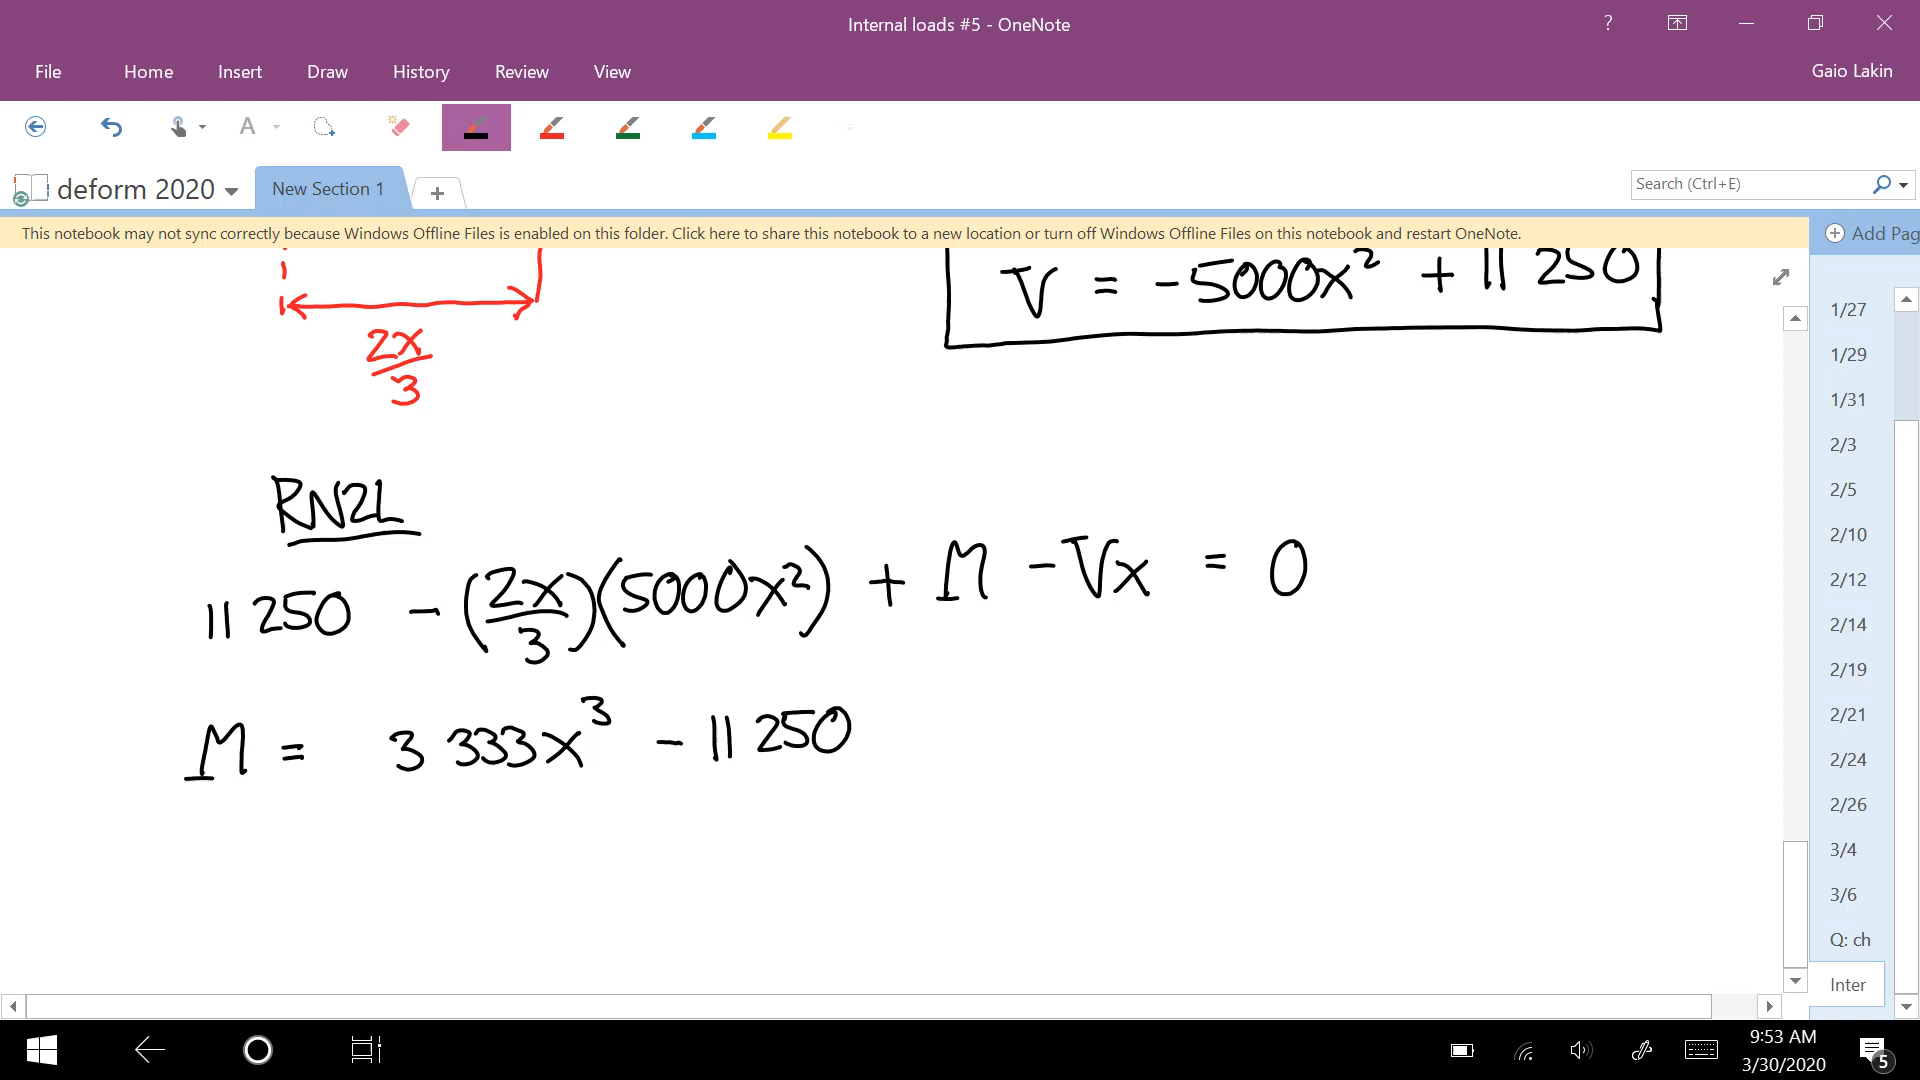 Internal loads #5 - OneNote
?
File Home Insert Draw History Review View
Gaio Lakin
A
deform 2020
New Section 1
+
Search (Ctrl+E)
This notebook may not sync correctly because Windows Offline Files is enabled on this folder. Click here to share this notebook to a new location or turn off Windows Offline Files on this notebook and restart OneNote.
Add Pag
V = -5000x² + 11 250
2x/3
RN2L
11 250 - (2x/3)(5000x²) + M - Vx = 0
M = 3 333x³ - 11 250
1/27
1/29
1/31
2/3
2/5
2/10
2/12
2/14
2/19
2/21
2/24
2/26
3/4
3/6
Q: ch
Inter
9:53 AM
3/30/2020
5